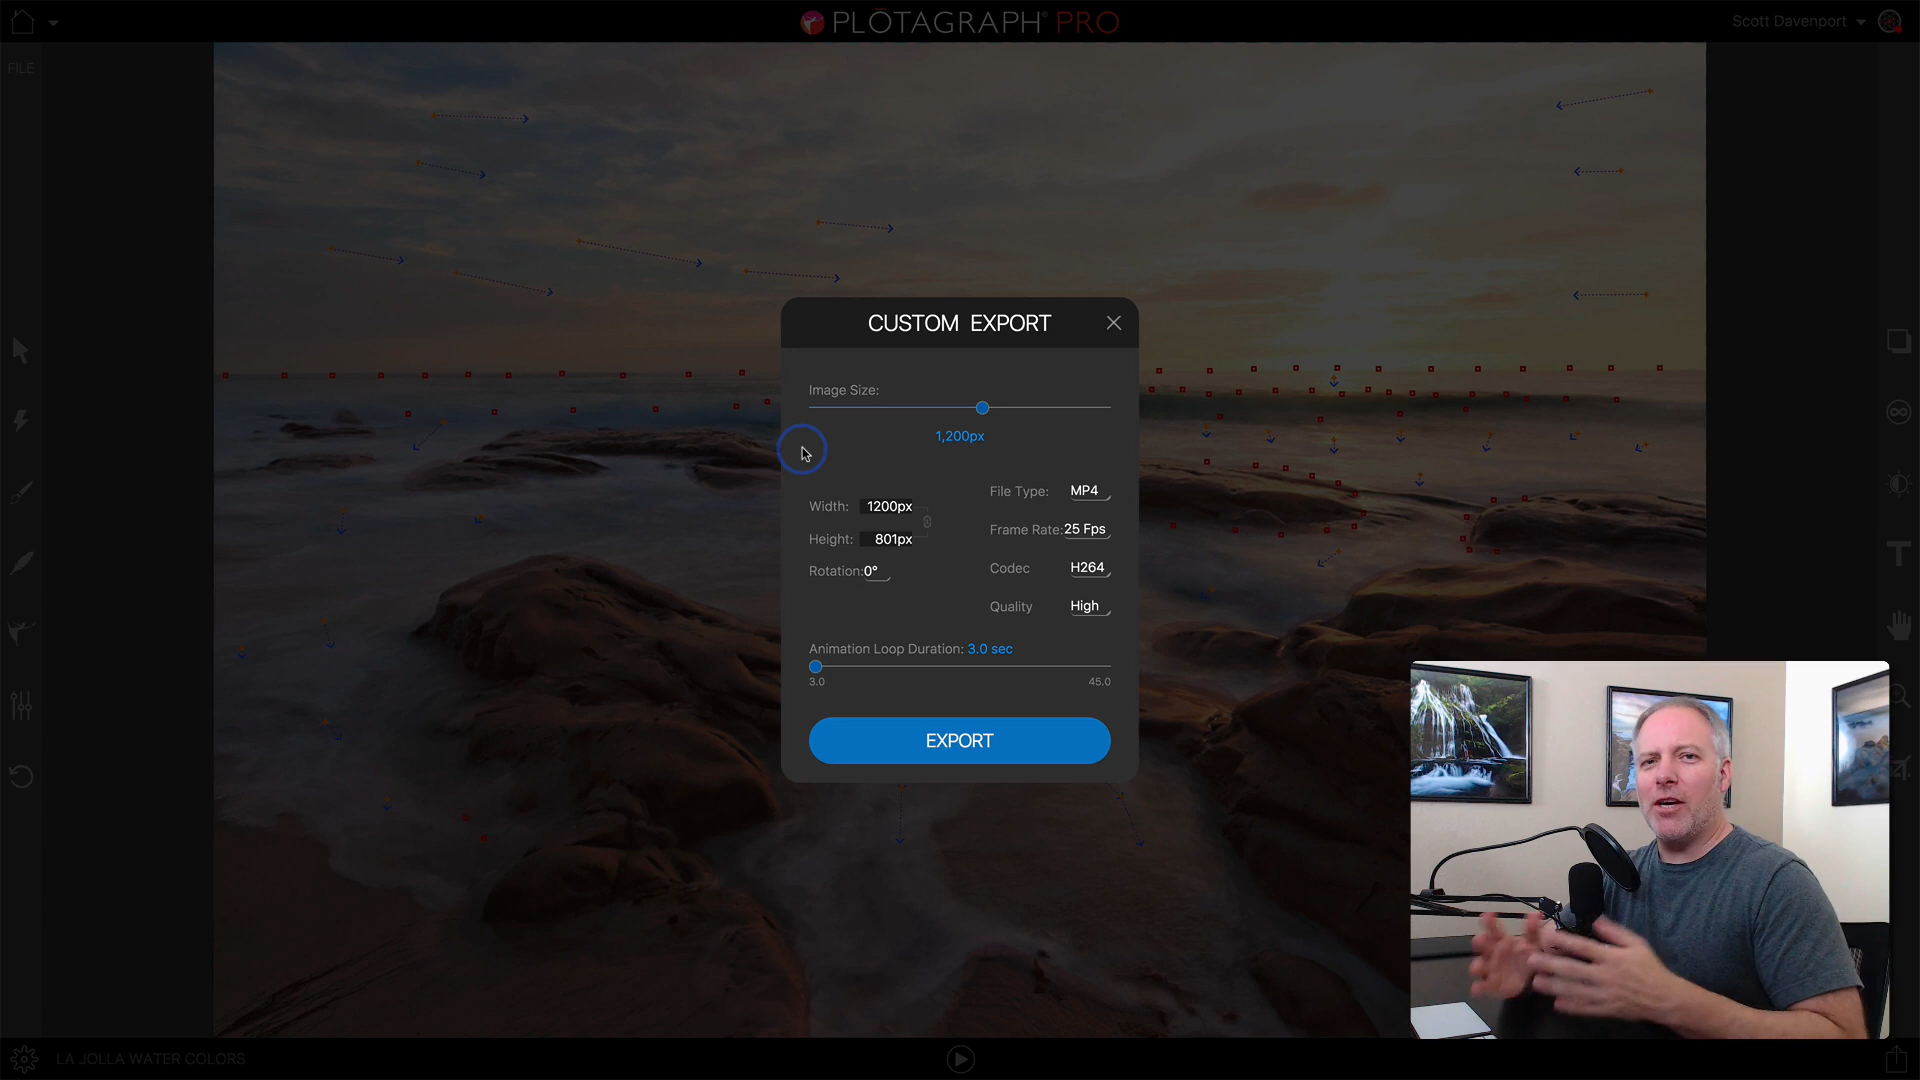 PLŌTAGRAPH® PRO
Scott Davenport
FILE
CUSTOM EXPORT
Image Size:
1,200px
Width: 1200px
Height: 801px
Rotation: 0°
File Type: MP4
Frame Rate: 25 Fps
Codec H264
Quality High
Animation Loop Duration: 3.0 sec
3.0 45.0
EXPORT
LA JOLLA WATER COLORS